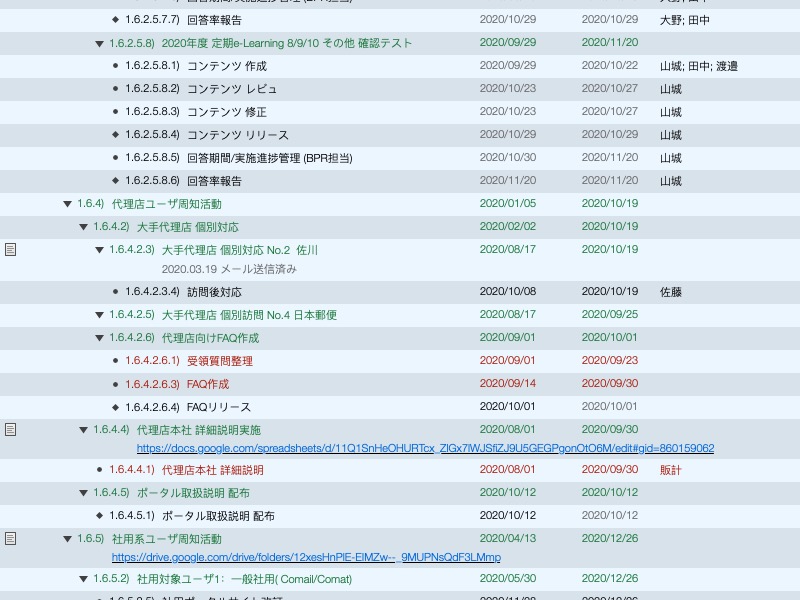 1.6.2.5.7.7) 回答率報告 2020/10/29 2020/10/29 大野; 田中
1.6.2.5.8) 2020年度 定期e-Learning 8/9/10 その他 確認テスト 2020/09/29 2020/11/20
1.6.2.5.8.1) コンテンツ 作成 2020/09/29 2020/10/22 山城; 田中; 渡邉
1.6.2.5.8.2) コンテンツ レビュ 2020/10/23 2020/10/27 山城
1.6.2.5.8.3) コンテンツ 修正 2020/10/23 2020/10/27 山城
1.6.2.5.8.4) コンテンツ リリース 2020/10/29 2020/10/29 山城
1.6.2.5.8.5) 回答期間/実施進捗管理 (BPR担当) 2020/10/30 2020/11/20 山城
1.6.2.5.8.6) 回答率報告 2020/11/20 2020/11/20 山城
1.6.4) 代理店ユーザ周知活動 2020/01/05 2020/10/19
1.6.4.2) 大手代理店 個別対応 2020/02/02 2020/10/19
1.6.4.2.3) 大手代理店 個別対応 No.2 佐川 2020/08/17 2020/10/19
2020.03.19 メール送信済み
1.6.4.2.3.4) 訪問後対応 2020/10/08 2020/10/19 佐藤
1.6.4.2.5) 大手代理店 個別訪問 No.4 日本郵便 2020/08/17 2020/09/25
1.6.4.2.6) 代理店向けFAQ作成 2020/09/01 2020/10/01
1.6.4.2.6.1) 受領質問整理 2020/09/01 2020/09/23
1.6.4.2.6.3) FAQ作成 2020/09/14 2020/09/30
1.6.4.2.6.4) FAQリリース 2020/10/01 2020/10/01
1.6.4.4) 代理店本社 詳細説明実施 2020/08/01 2020/09/30
https://docs.google.com/spreadsheets/d/11Q1SnHeOHURTcx_ZlGx7lWJSfiZJ9U5GEGPgonOtO6M/edit#gid=860159062
1.6.4.4.1) 代理店本社 詳細説明 2020/08/01 2020/09/30 販計
1.6.4.5) ポータル取扱説明 配布 2020/10/12 2020/10/12
1.6.4.5.1) ポータル取扱説明 配布 2020/10/12 2020/10/12
1.6.5) 社用系ユーザ周知活動 2020/04/13 2020/12/26
https://drive.google.com/drive/folders/12xesHnPlE-ElMZw--_9MUPNsQdF3LMmp
1.6.5.2) 社用対象ユーザ1: 一般社用( Comail/Comat) 2020/05/30 2020/12/26